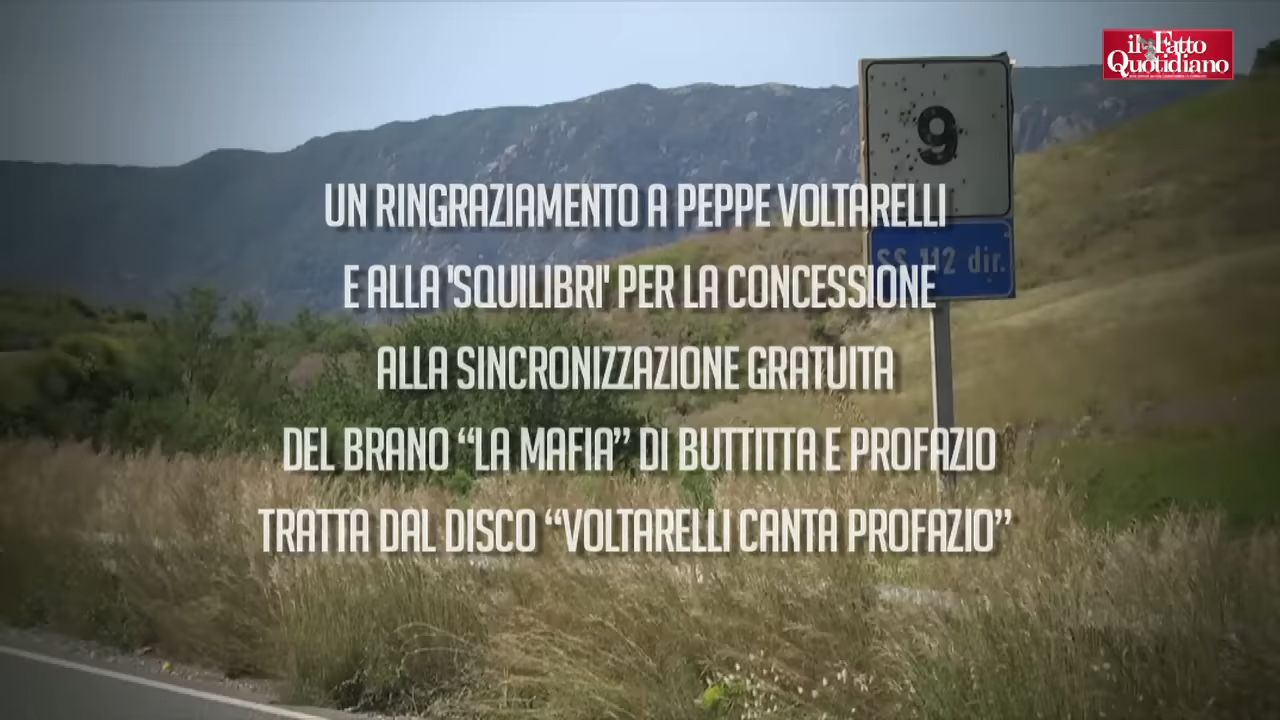 il Fatto
Quotidiano
9
SS 112 dir.
UN RINGRAZIAMENTO A PEPPE VOLTARELLI
E ALLA 'SQUILIBRI' PER LA CONCESSIONE
ALLA SINCRONIZZAZIONE GRATUITA
DEL BRANO “LA MAFIA” DI BUTTITTA E PROFAZIO
TRATTA DAL DISCO “VOLTARELLI CANTA PROFAZIO”